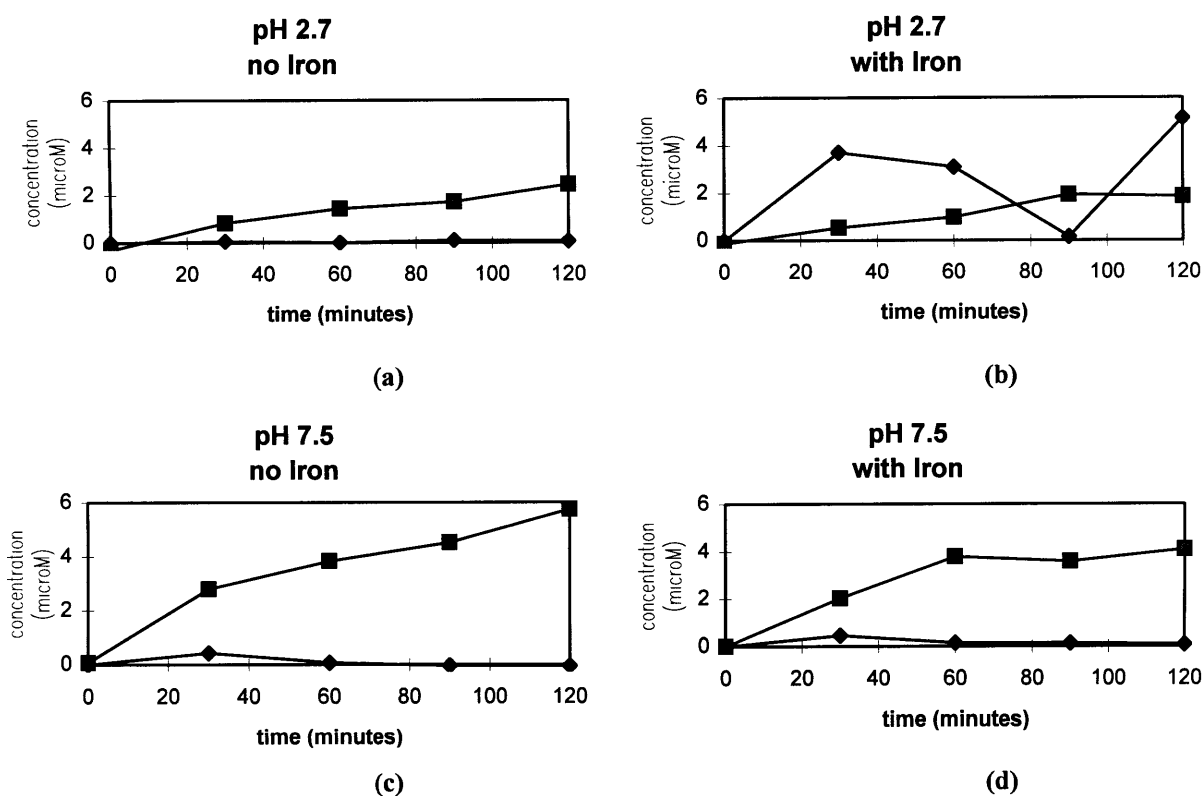 pH 2.7
no Iron
6
4
2
0
concentration
(microM)
0 20 40 60 80 100 120
time (minutes)
(a)
pH 2.7
with Iron
6
4
2
0
concentration
(microM)
0 20 40 60 80 100 120
time (minutes)
(b)
pH 7.5
no Iron
6
4
2
0
concentration
(microM)
0 20 40 60 80 100 120
time (minutes)
(c)
pH 7.5
with Iron
6
4
2
0
concentration
(microM)
0 20 40 60 80 100 120
time (minutes)
(d)